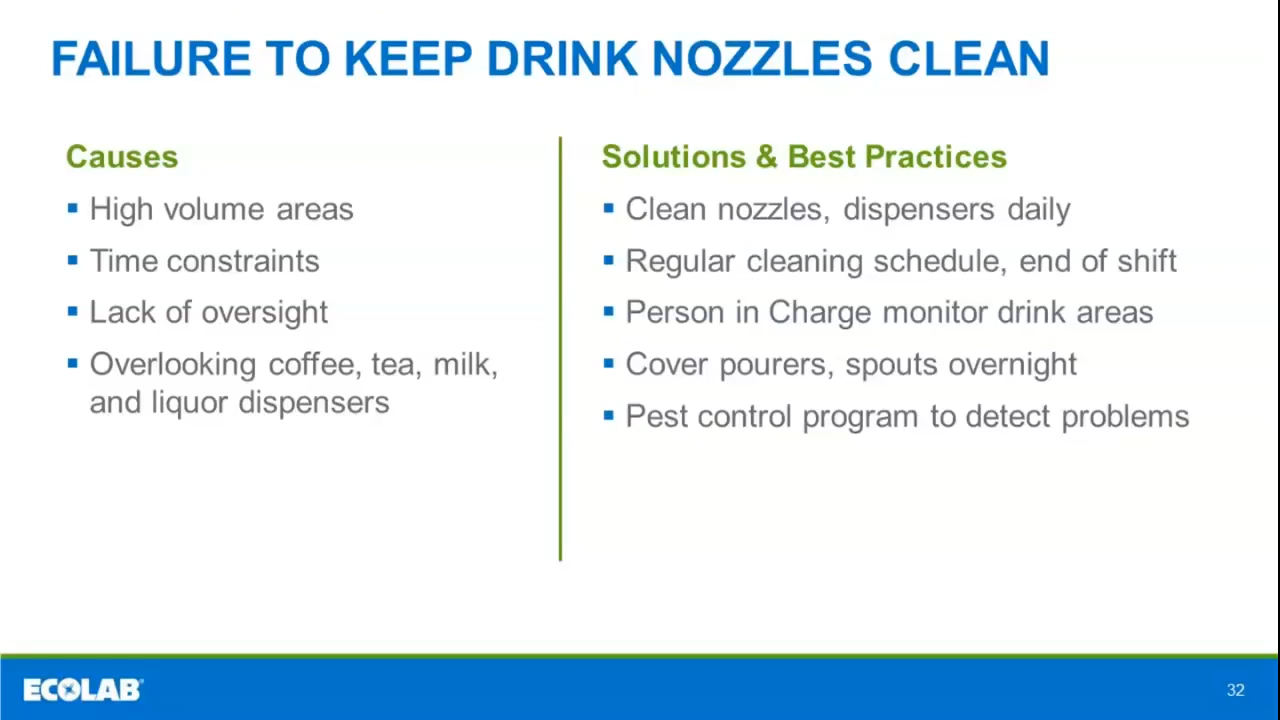 FAILURE TO KEEP DRINK NOZZLES CLEAN
Causes
▪ High volume areas
▪ Time constraints
▪ Lack of oversight
▪ Overlooking coffee, tea, milk,
and liquor dispensers
Solutions & Best Practices
▪ Clean nozzles, dispensers daily
▪ Regular cleaning schedule, end of shift
▪ Person in Charge monitor drink areas
▪ Cover pourers, spouts overnight
▪ Pest control program to detect problems
ECOLAB®
32